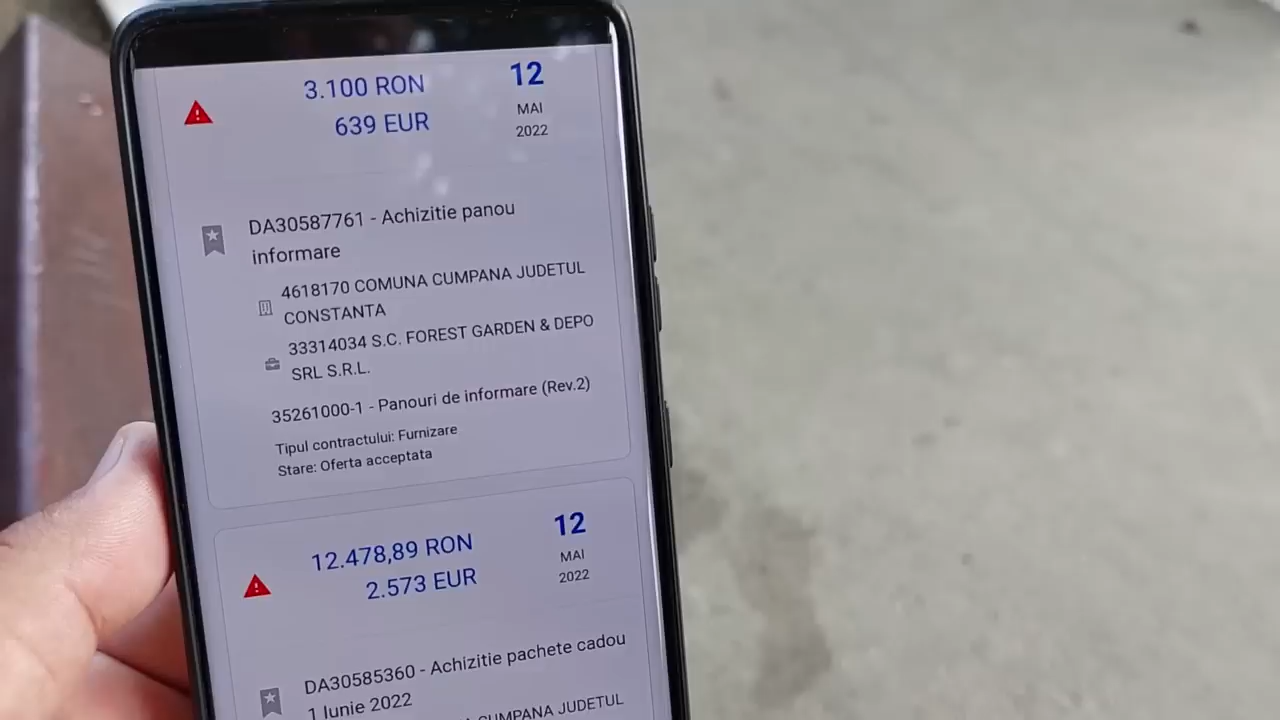 3.100 RON
639 EUR
12
MAI
2022
DA30587761 - Achizitie panou
informare
4618170 COMUNA CUMPANA JUDETUL
CONSTANTA
33314034 S.C. FOREST GARDEN & DEPO
SRL S.R.L.
35261000-1 - Panouri de informare (Rev.2)
Tipul contractului: Furnizare
Stare: Oferta acceptata
12.478,89 RON
2.573 EUR
12
MAI
2022
DA30585360 - Achizitie pachete cadou
1 Iunie 2022
CUMPANA JUDETUL